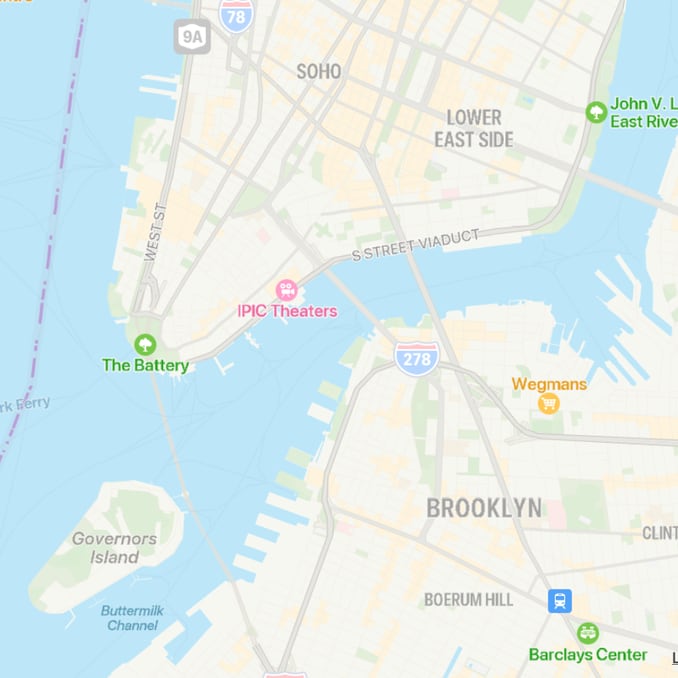 78
9A
SOHO
LOWER
EAST SIDE
John V. L
East Rive
WEST ST
S STREET VIADUCT
IPIC Theaters
278
The Battery
Wegmans
rk Ferry
BROOKLYN
Governors
Island
CLINT
Buttermilk
Channel
BOERUM HILL
Barclays Center
L